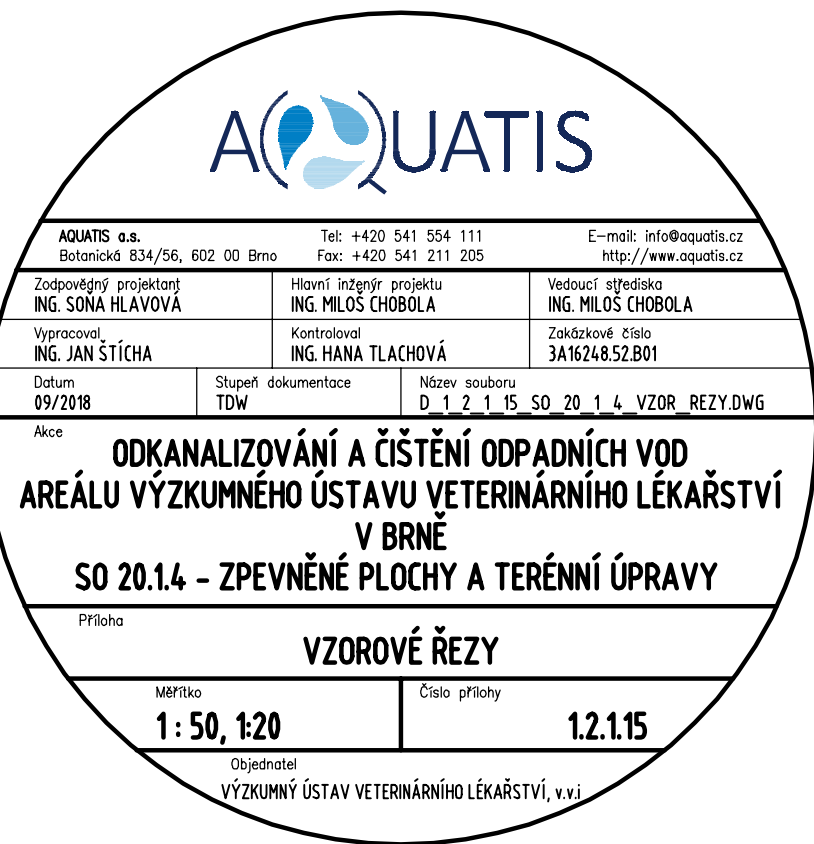 AQUATIS
AQUATIS a.s. Tel: +420 541 554 111 E-mail: info@aquatis.cz
Botanická 834/56, 602 00 Brno Fax: +420 541 211 205 http://www.aquatis.cz
Zodpovědný projektant Hlavní inženýr projektu Vedoucí střediska
ING. SOŇA HLAVOVÁ ING. MILOŠ CHOBOLA ING. MILOŠ CHOBOLA
Vypracoval Kontroloval Zakázkové číslo
ING. JAN ŠTÍCHA ING. HANA TLACHOVÁ 3A16248.52.B01
Datum Stupeň dokumentace Název souboru
09/2018 TDW D_1_2_1_15_SO_20_1_4_VZOR_REZY.DWG
Akce
ODKANALIZOVÁNÍ A ČIŠTĚNÍ ODPADNÍCH VOD
AREÁLU VÝZKUMNÉHO ÚSTAVU VETERINÁRNÍHO LÉKAŘSTVÍ
V BRNĚ
SO 20.1.4 - ZPEVNĚNÉ PLOCHY A TERÉNNÍ ÚPRAVY
Příloha
VZOROVÉ ŘEZY
Měřítko Číslo přílohy
1 : 50, 1:20 1.2.1.15
Objednatel
VÝZKUMNÝ ÚSTAV VETERINÁRNÍHO LÉKAŘSTVÍ, v.v.i